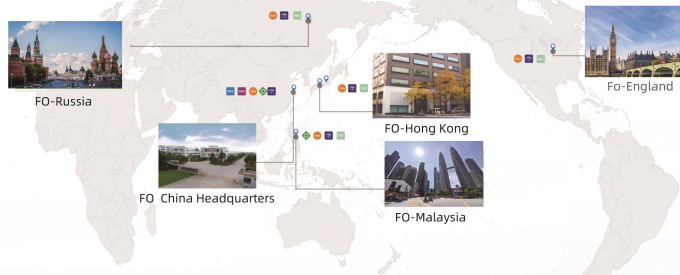 FO-Russia
Fo-England
FO-Hong Kong
FO China Headquarters
FO-Malaysia